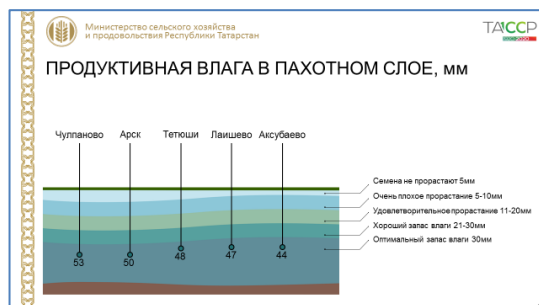 Министерство сельского хозяйства
и продовольствия Республики Татарстан
ТАССР
ПРОДУКТИВНАЯ ВЛАГА В ПАХОТНОМ СЛОЕ, мм
Чулпаново Арск Тетюши Лаишево Аксубаево
Семена не прорастают 5мм
Очень плохое прорастание 5-10мм
Удовлетворительное прорастание 11-20мм
Хороший запас влаги 21-30мм
Оптимальный запас влаги 30мм
53 50 48 47 44